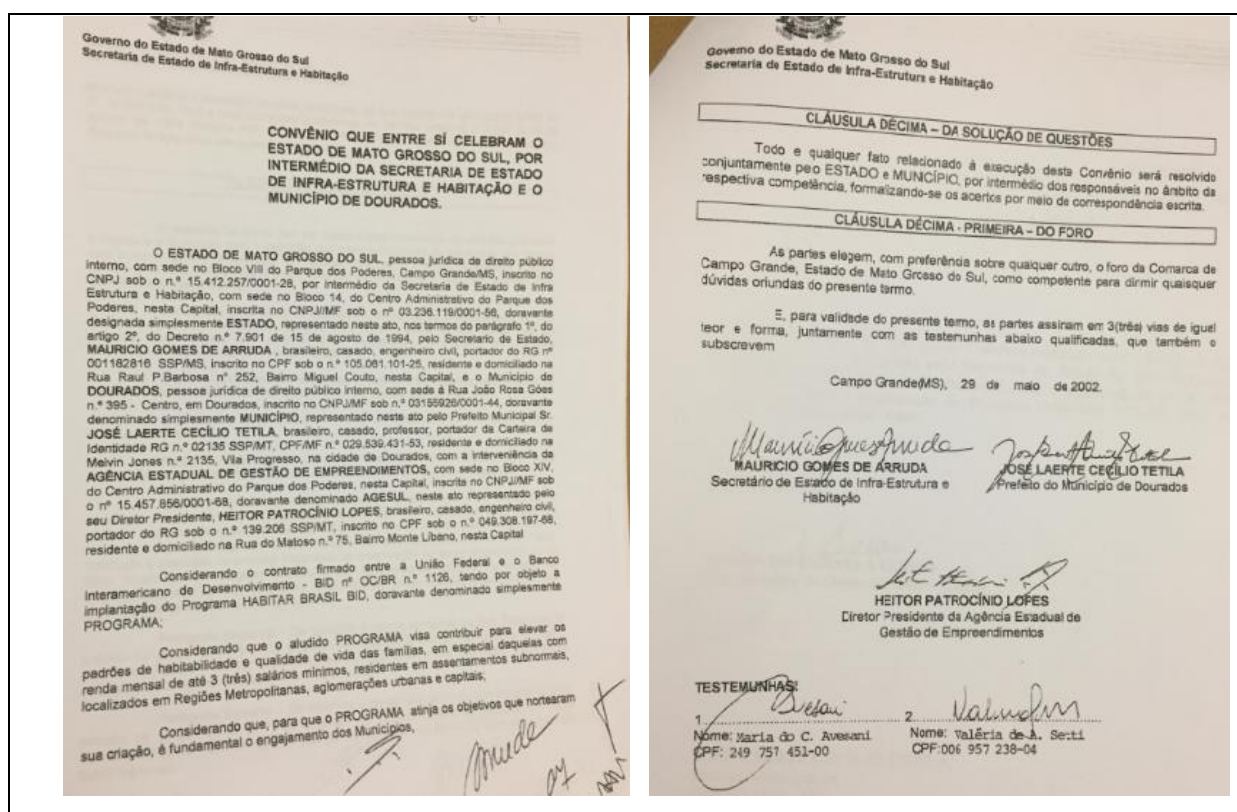 Governo do Estado de Mato Grosso do Sul
Secretaria de Estado de Infra-Estrutura e Habitação
CONVÊNIO QUE ENTRE SÍ CELEBRAM O
ESTADO DE MATO GROSSO DO SUL, POR
INTERMÉDIO DA SECRETARIA DE ESTADO
DE INFRA-ESTRUTURA E HABITAÇÃO E O
MUNICÍPIO DE DOURADOS.
O ESTADO DE MATO GROSSO DO SUL, pessoa jurídica de direito público
interno, com sede no Bloco VIII do Parque dos Poderes, Campo Grande/MS, inscrito no
CNPJ sob o n.º 15.412.257/0001-28, por intermédio da Secretaria de Estado de Infra
Estrutura e Habitação, com sede no Bloco 14, do Centro Administrativo do Parque dos
Poderes, nesta Capital, inscrita no CNPJ/MF sob o nº 03.236.119/0001-56, doravante
designada simplesmente ESTADO, representado neste ato, nos termos do parágrafo 1º, do
artigo 2º, do Decreto n.º 7.901 de 15 de agosto de 1994, pelo Secretario de Estado,
MAURICIO GOMES DE ARRUDA , brasileiro, casado, engenheiro civil, portador do RG nº
001182816 SSP/MS, inscrito no CPF sob o n.º 105.081.101-25, residente e domiciliado na
Rua Raul P.Barbosa nº 252, Bairro Miguel Couto, nesta Capital, e o Município de
DOURADOS, pessoa jurídica de direito público interno, com sede à Rua João Rosa Góes
n.º 395 - Centro, em Dourados, inscrito no CNPJ/MF sob n.º 03155926/0001-44, doravante
denominado simplesmente MUNICÍPIO, representado neste ato pelo Prefeito Municipal Sr.
JOSÉ LAERTE CECÍLIO TETILA, brasileiro, casado, professor, portador da Carteira de
Identidade RG n.º 02135 SSP/MT, CPF/MF n.º 029.539.431-53, residente e domiciliado na
Melvin Jones n.º 2135, Vila Progresso, na cidade de Dourados, com a interveniência da
AGÊNCIA ESTADUAL DE GESTÃO DE EMPREENDIMENTOS, com sede no Bloco XIV,
do Centro Administrativo do Parque dos Poderes, nesta Capital, inscrita no CNPJ/MF sob
o nº 15.457.856/0001-68, doravante denominado AGESUL, neste ato representado pelo
seu Diretor Presidente, HEITOR PATROCÍNIO LOPES, brasileiro, casado, engenheiro civil,
portador do RG sob o n.º 139.206 SSP/MT, inscrito no CPF sob o n.º 049.308.197-68,
residente e domiciliado na Rua do Matoso n.º 75, Bairro Monte Líbano, nesta Capital
Considerando o contrato firmado entre a União Federal e o Banco
Interamericano de Desenvolvimento - BID nº OC/BR n.º 1126, tendo por objeto a
implantação do Programa HABITAR BRASIL BID, doravante denominado simplesmente
PROGRAMA;
Considerando que o aludido PROGRAMA visa contribuir para elevar os
padrões de habitabilidade e qualidade de vida das famílias, em especial daquelas com
renda mensal de até 3 (três) salários mínimos, residentes em assentamentos subnormais,
localizados em Regiões Metropolitanas, aglomerações urbanas e capitais;
Considerando que, para que o PROGRAMA atinja os objetivos que nortearam
sua criação, é fundamental o engajamento dos Municípios,
Governo do Estado de Mato Grosso do Sul
Secretaria de Estado de Infra-Estrutura e Habitação
CLÁUSULA DÉCIMA – DA SOLUÇÃO DE QUESTÕES
Todo e qualquer fato relacionado à execução deste Convênio será resolvido
conjuntamente peo ESTADO e MUNICÍPIO, por intermédio dos responsáveis no âmbito da
respectiva competência, formalizando-se os acertos por meio de correspondência escrita.
CLÁUSULA DÉCIMA - PRIMEIRA – DO FORO
As partes elegem, com preferência sobre qualquer outro, o foro da Comarca de
Campo Grande, Estado de Mato Grosso do Sul, como competente para dirmir quaisquer
dúvidas oriundas do presente termo.
E, para validade do presente termo, as partes assinam em 3(três) vias de igual
teor e forma, juntamente com as testemunhas abaixo qualificadas, que também o
subscrevem
Campo Grande(MS), 29 de maio de 2002.
MAURICIO GOMES DE ARRUDA
Secretário de Estado de Infra-Estrutura e
Habitação
JOSÉ LAERTE CECÍLIO TETILA
Prefeito do Município de Dourados
HEITOR PATROCÍNIO LOPES
Diretor Presidente da Agência Estadual de
Gestão de Empreendimentos
TESTEMUNHAS:
1. Avesani
Nome: Maria do C. Avesani
CPF: 249 757 451-00
2.
Nome: Valéria de A. Setti
CPF:006 957 238-04